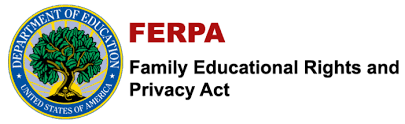 DEPARTMENT OF EDUCATION
UNITED STATES OF AMERICA
FERPA
Family Educational Rights and
Privacy Act